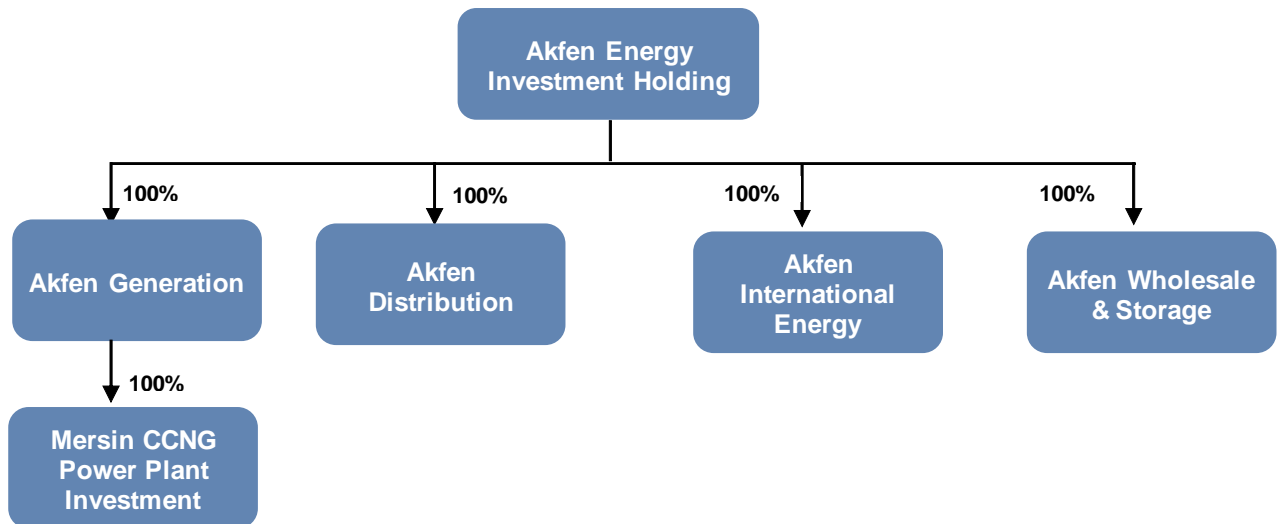 Akfen Energy
Investment Holding
100%
100%
100%
100%
Akfen Generation
Akfen
Distribution
Akfen
International
Energy
Akfen Wholesale
& Storage
100%
Mersin CCNG
Power Plant
Investment